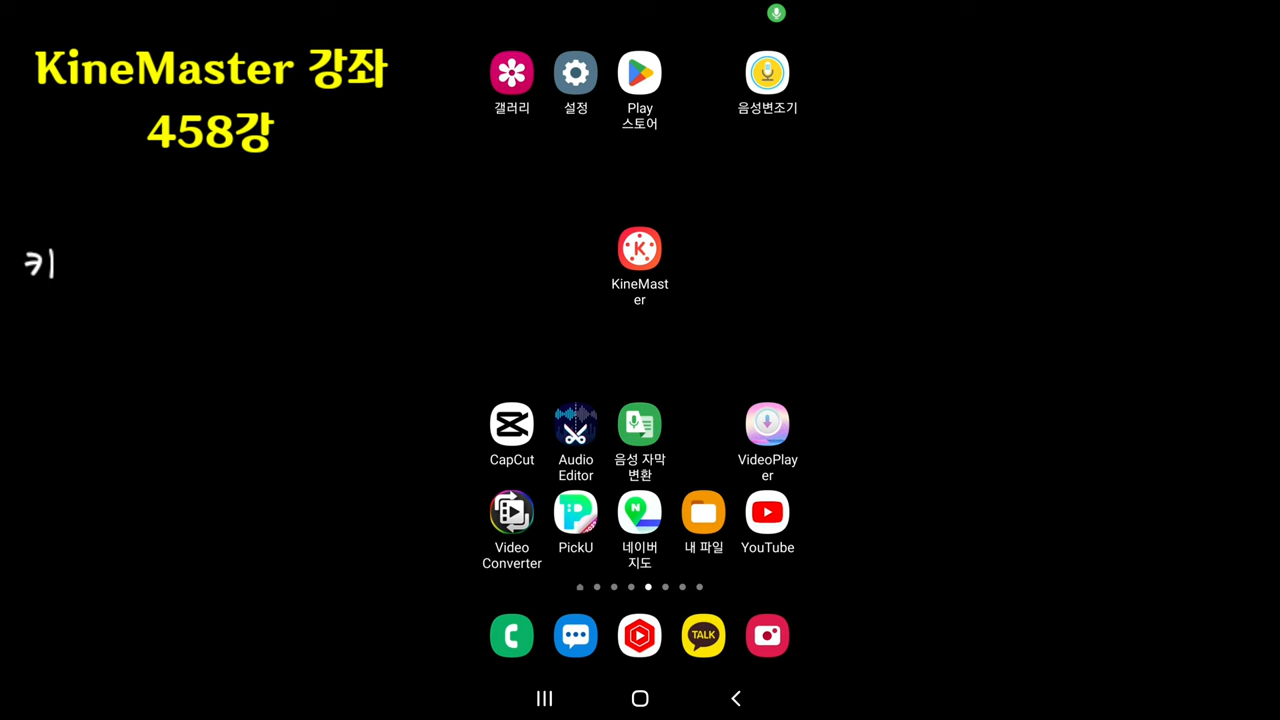 KineMaster 강좌
458강
키
갤러리
설정
Play
스토어
음성변조기
KineMast
er
CapCut
Audio
Editor
음성 자막
변환
VideoPlay
er
Video
Converter
PickU
네이버
지도
내 파일
YouTube
TALK